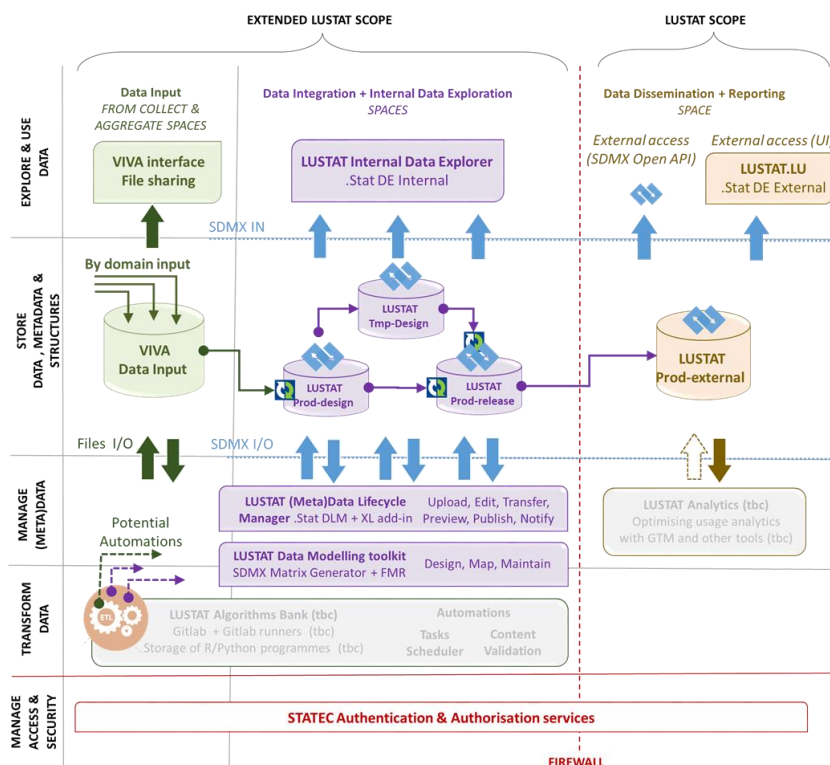 EXTENDED LUSTAT SCOPE
LUSTAT SCOPE
Data Input
FROM COLLECT &
AGGREGATE SPACES
Data Integration + Internal Data Exploration
SPACES
Data Dissemination + Reporting
SPACE
EXPLORE & USE
DATA
VIVA interface
File sharing
LUSTAT Internal Data Explorer
.Stat DE Internal
External access
(SDMX Open API)
External access (UI)
LUSTAT.LU
.Stat DE External
SDMX IN
STORE
DATA , METADATA &
STRUCTURES
By domain input
VIVA
Data Input
LUSTAT
Tmp-Design
LUSTAT
Prod-design
LUSTAT
Prod-release
LUSTAT
Prod-external
Files I/O
SDMX I/O
MANAGE
(META)DATA
LUSTAT (Meta)Data Lifecycle
Manager .Stat DLM + XL add-in
Upload, Edit, Transfer,
Preview, Publish, Notify
LUSTAT Analytics (tbc)
Optimising usage analytics
with GTM and other tools (tbc)
Potential
Automations
LUSTAT Data Modelling toolkit
SDMX Matrix Generator + FMR
Design, Map, Maintain
TRANSFORM
DATA
ETL
LUSTAT Algorithms Bank (tbc)
Gitlab + Gitlab runners (tbc)
. Storage of R/Python programmes (tbc)
Automations
Tasks
Scheduler
Content
Validation
MANAGE
ACCESS &
SECURITY
STATEC Authentication & Authorisation services
FIREWALL